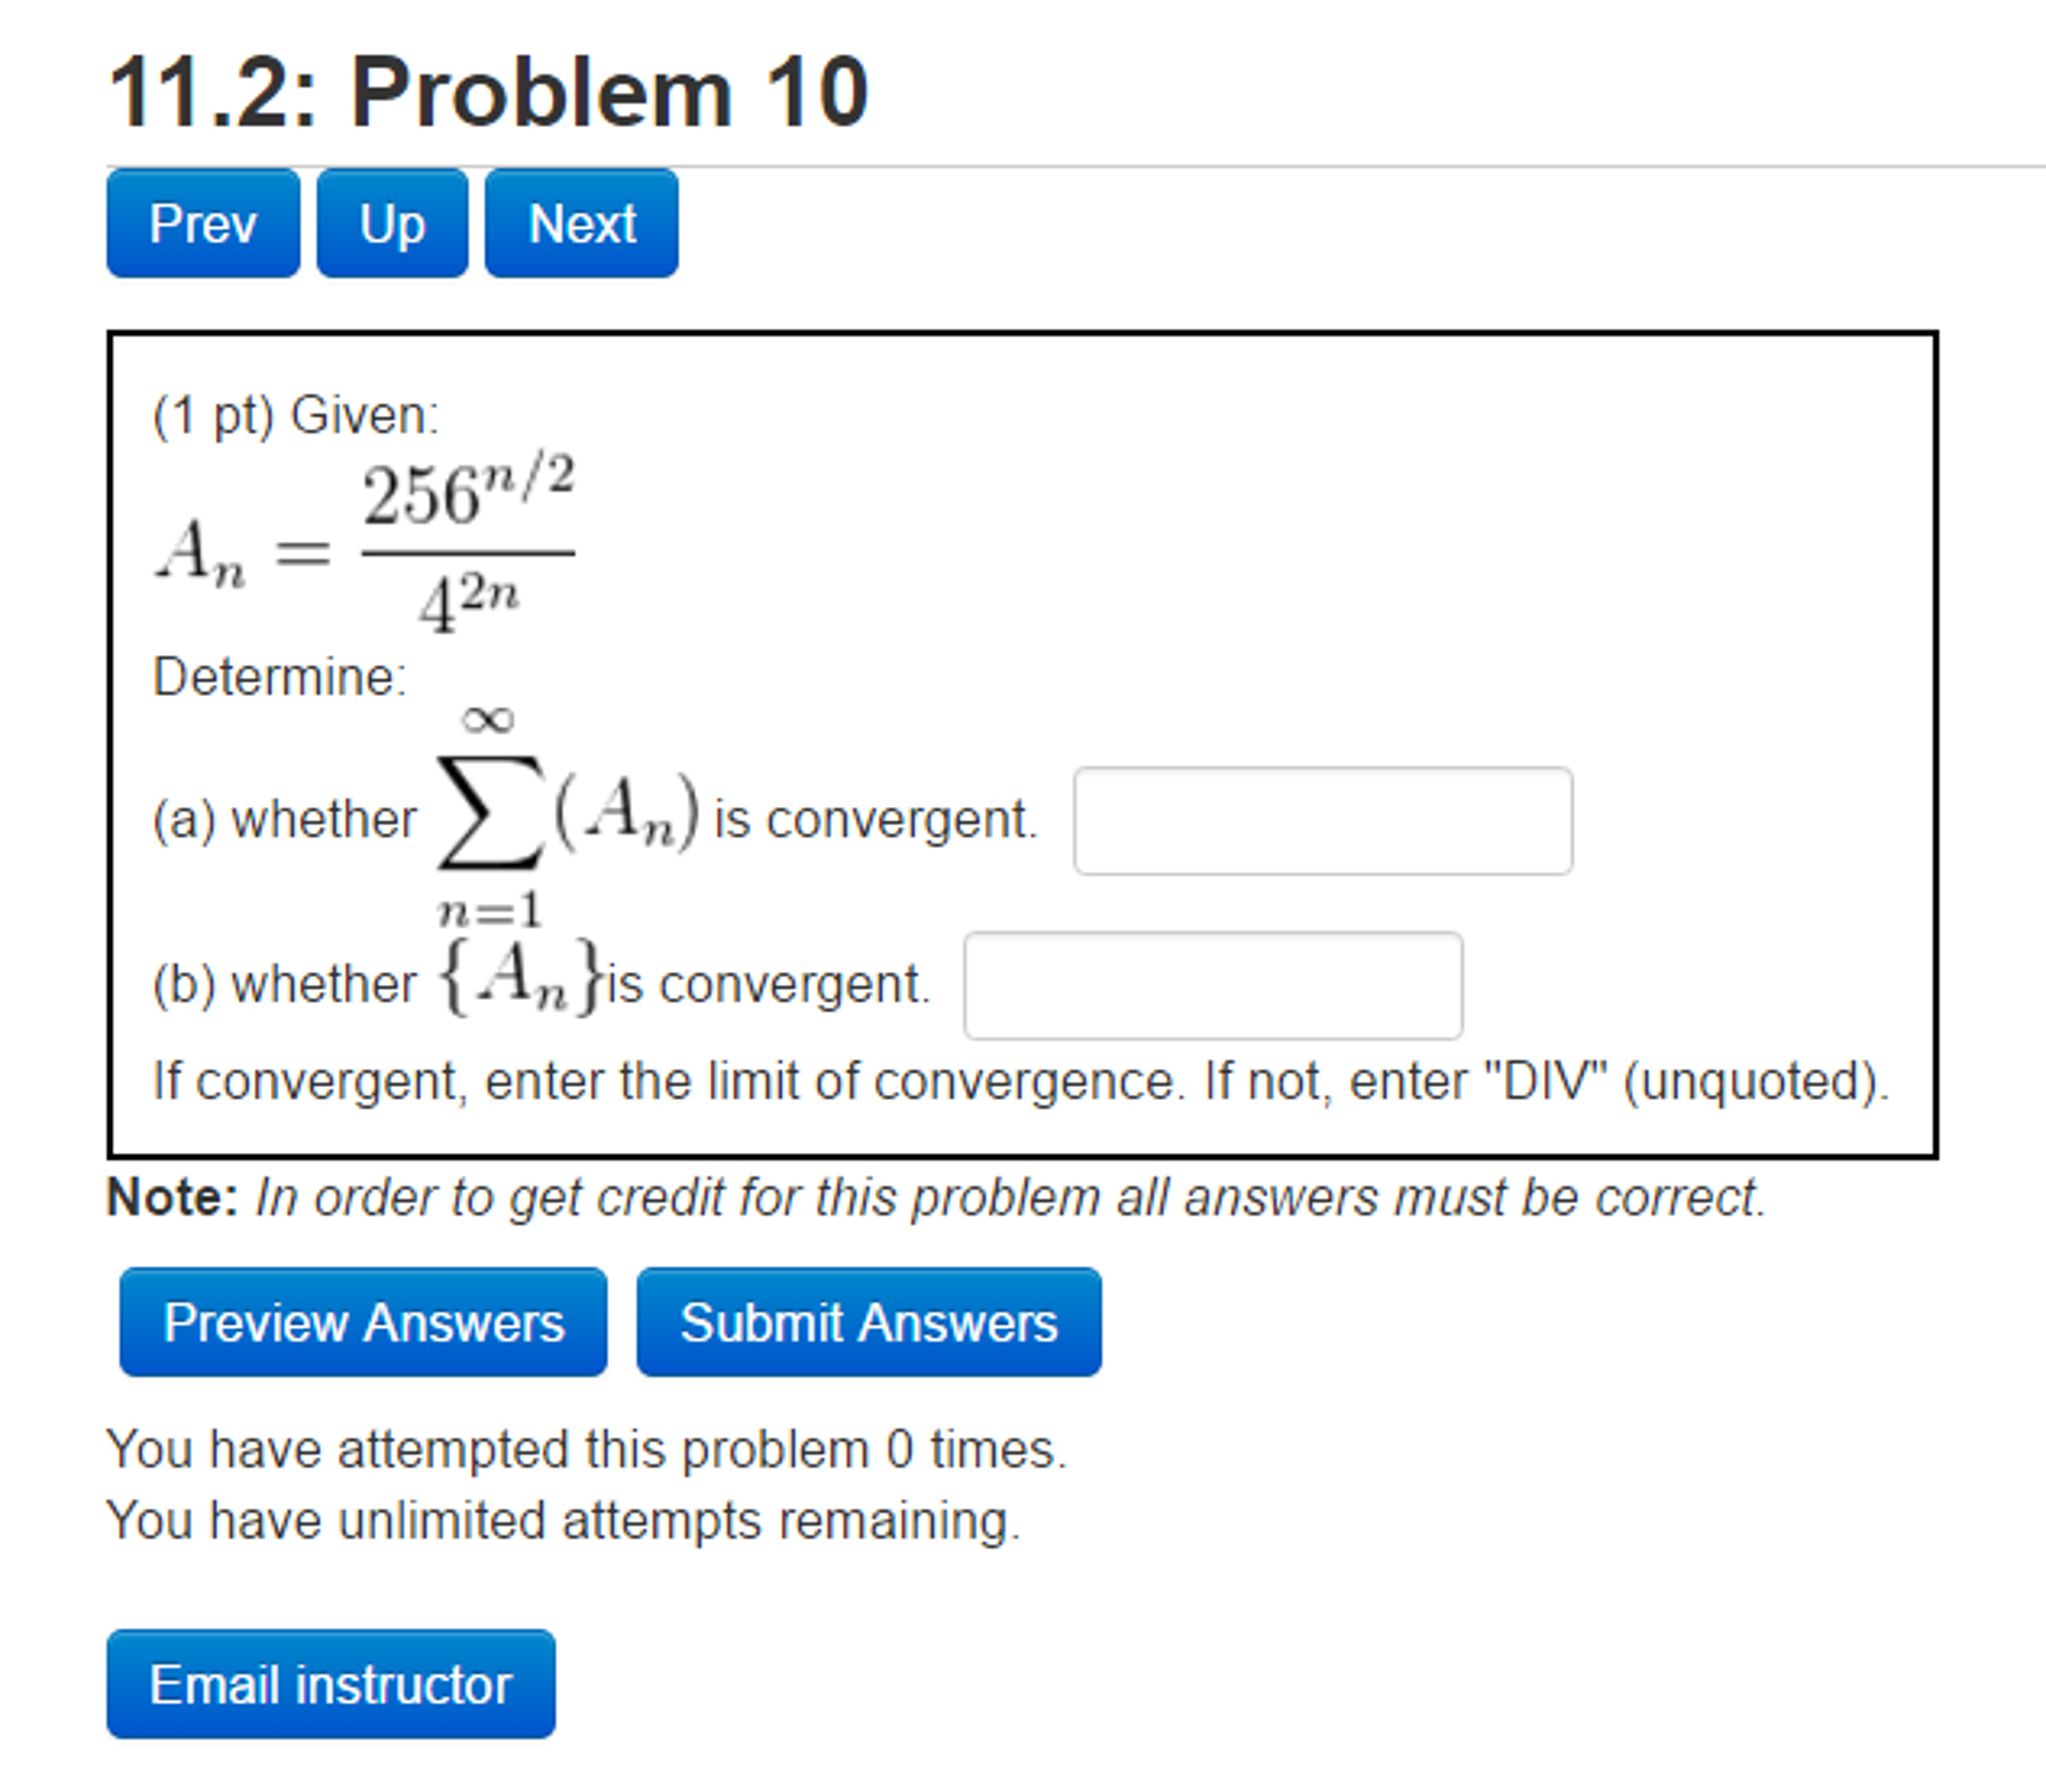 11.2: Problem 10
Prev Up Next
(1 pt) Given:
A_n = \frac{256^{n/2}}{4^{2n}}
Determine:
(a) whether \sum_{n=1}^{\infty} (A_n) is convergent.
(b) whether {A_n}is convergent.
If convergent, enter the limit of convergence. If not, enter "DIV" (unquoted).
Note: In order to get credit for this problem all answers must be correct.
Preview Answers Submit Answers
You have attempted this problem 0 times.
You have unlimited attempts remaining.
Email instructor